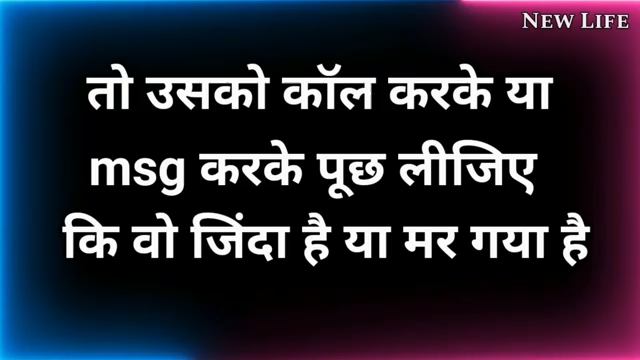 NEW LIFE
तो उसको कॉल करके या
msg करके पूछ लीजिए
कि वो जिंदा है या मर गया है